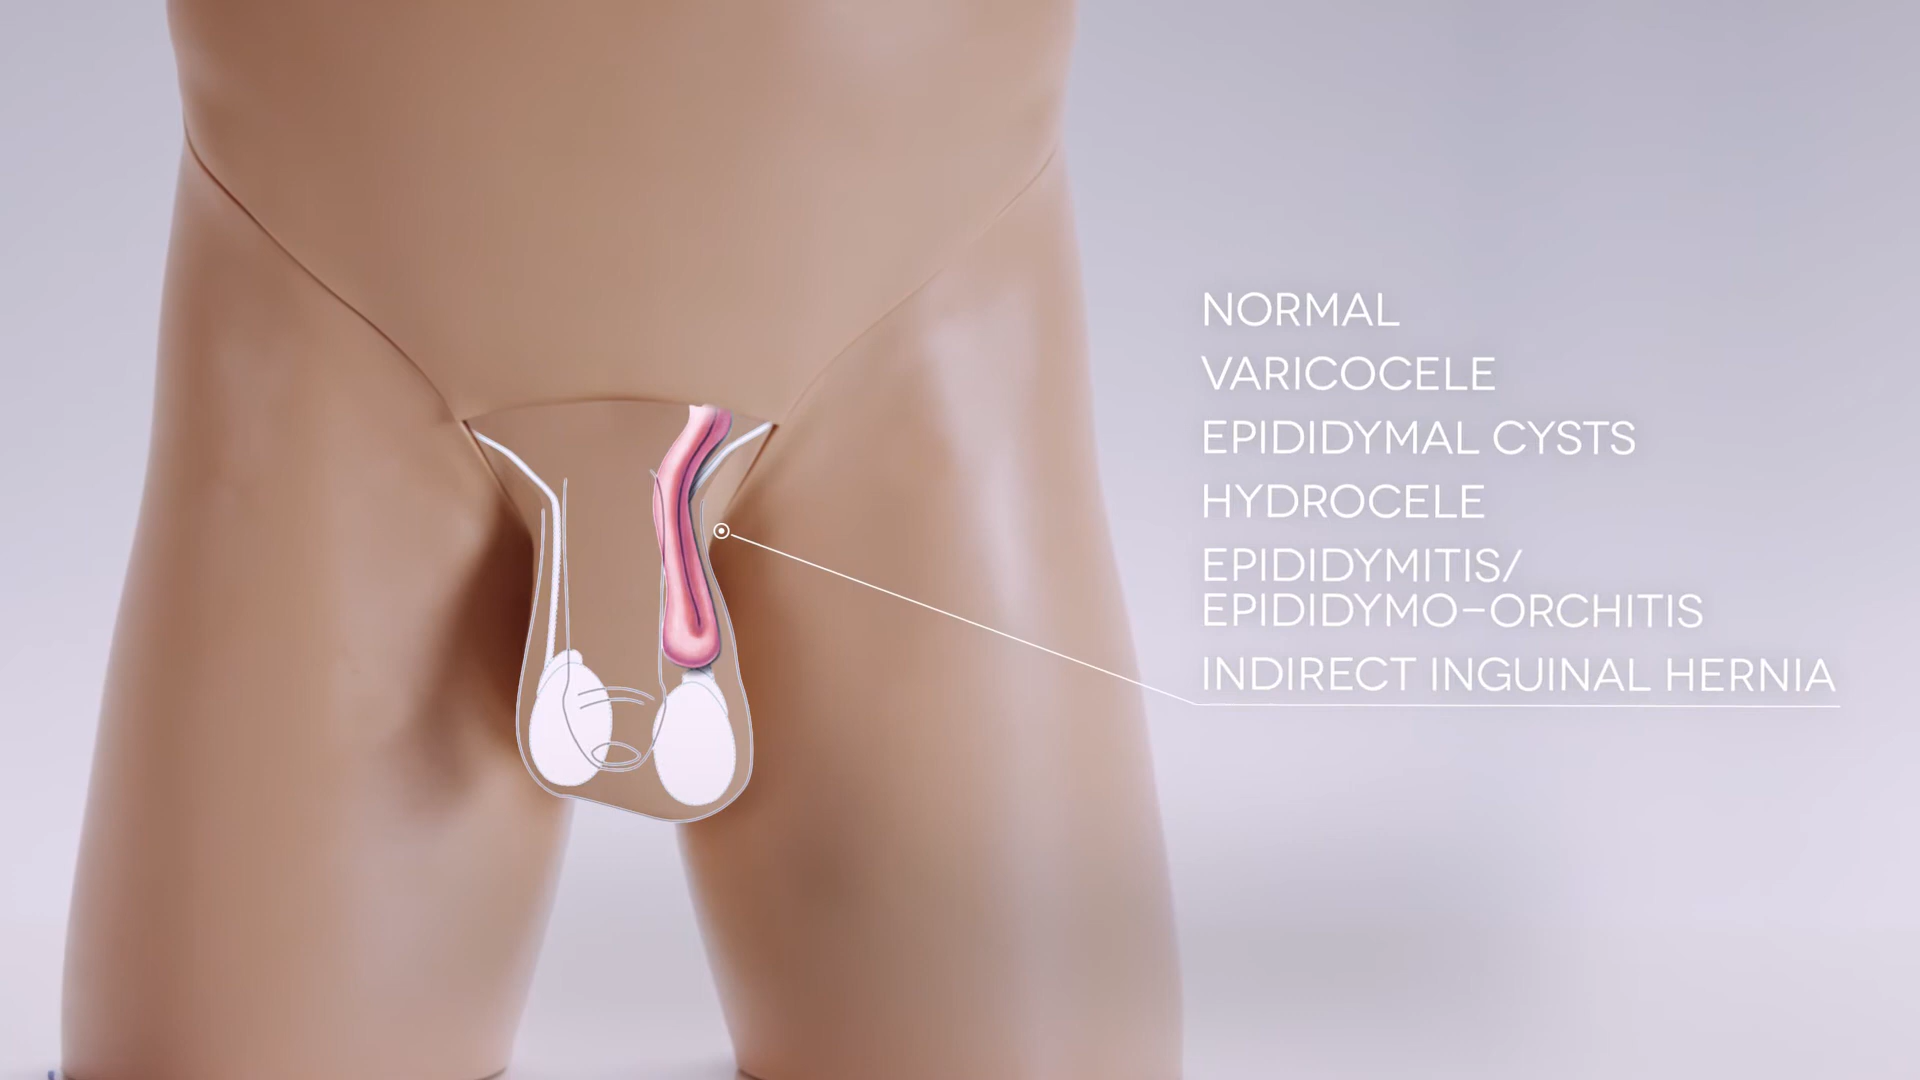 NORMAL
VARICOCELE
EPIDIDYMAL CYSTS
HYDROCELE
EPIDIDYMITIS/
EPIDIDYMO-ORCHITIS
INDIRECT INGUINAL HERNIA